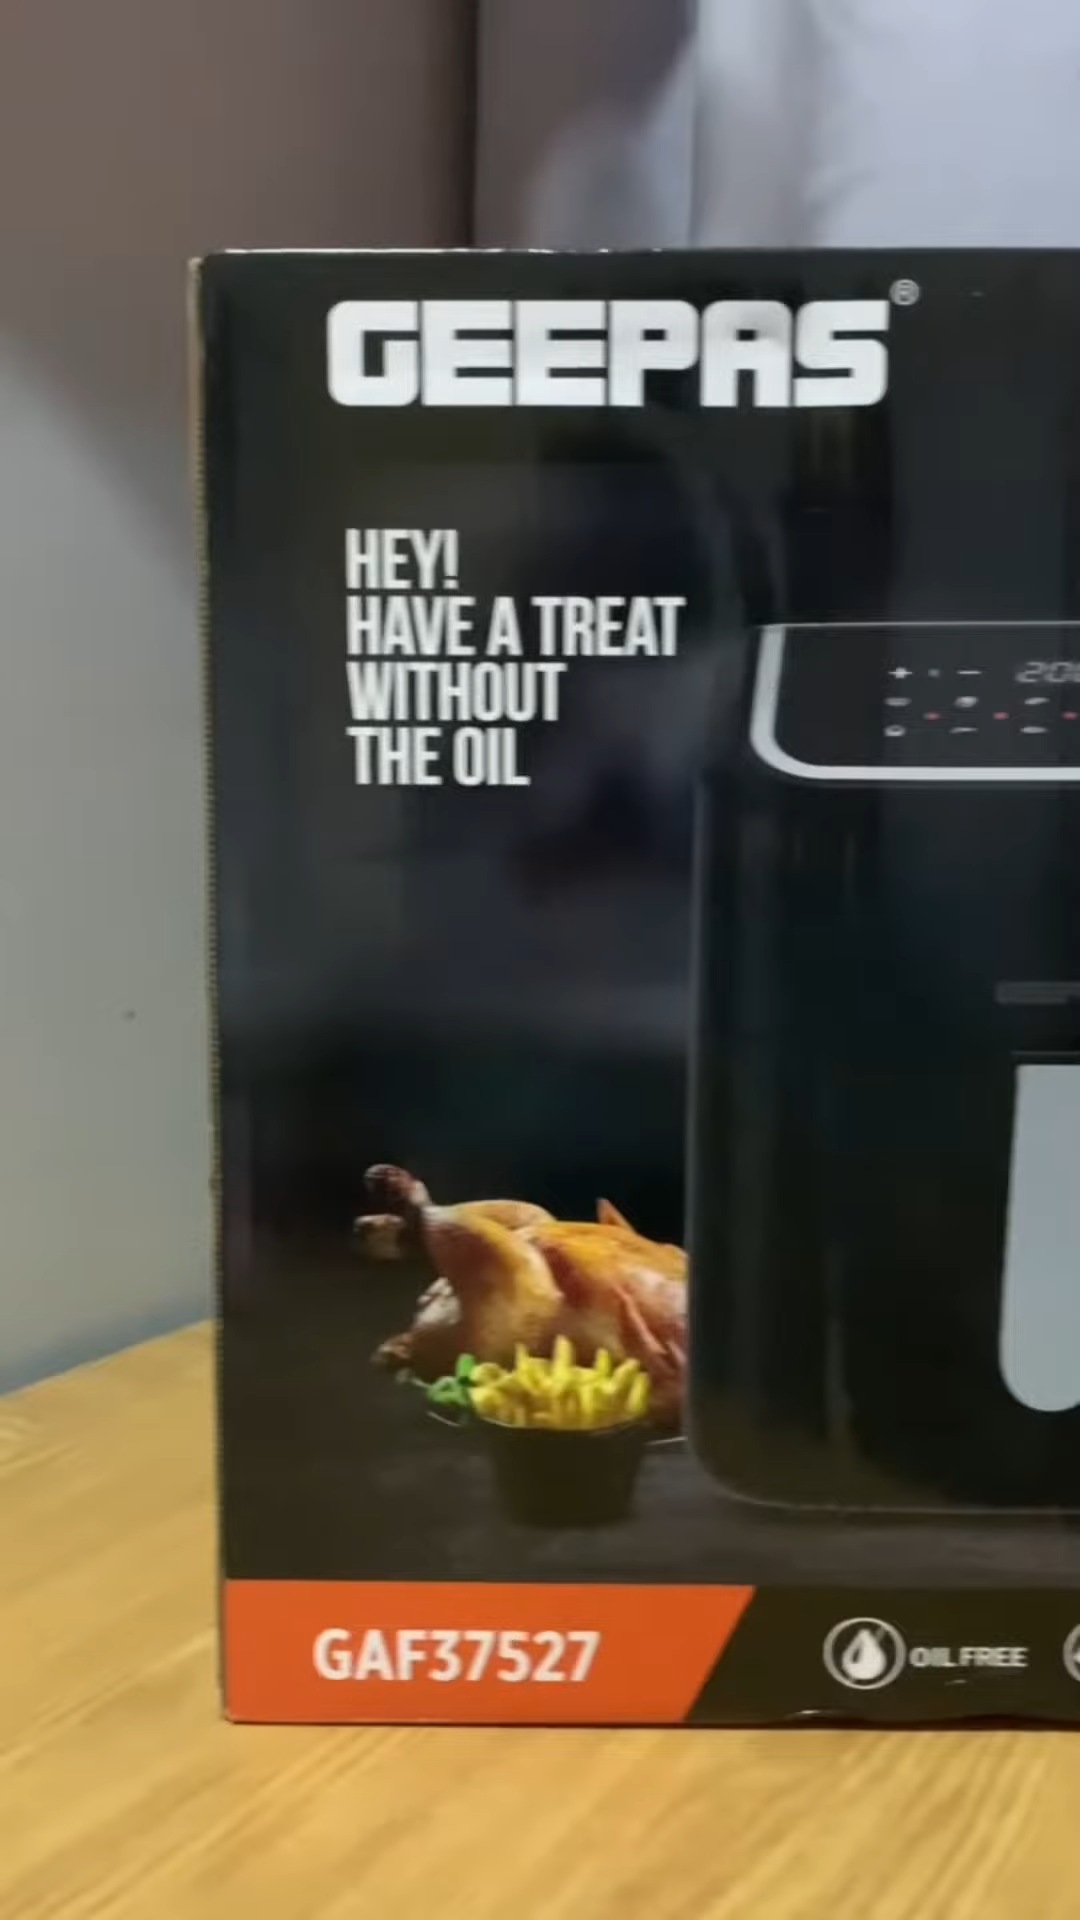 GEEPAS®
HEY!
HAVE A TREAT
WITHOUT
THE OIL
GAF37527
OIL FREE